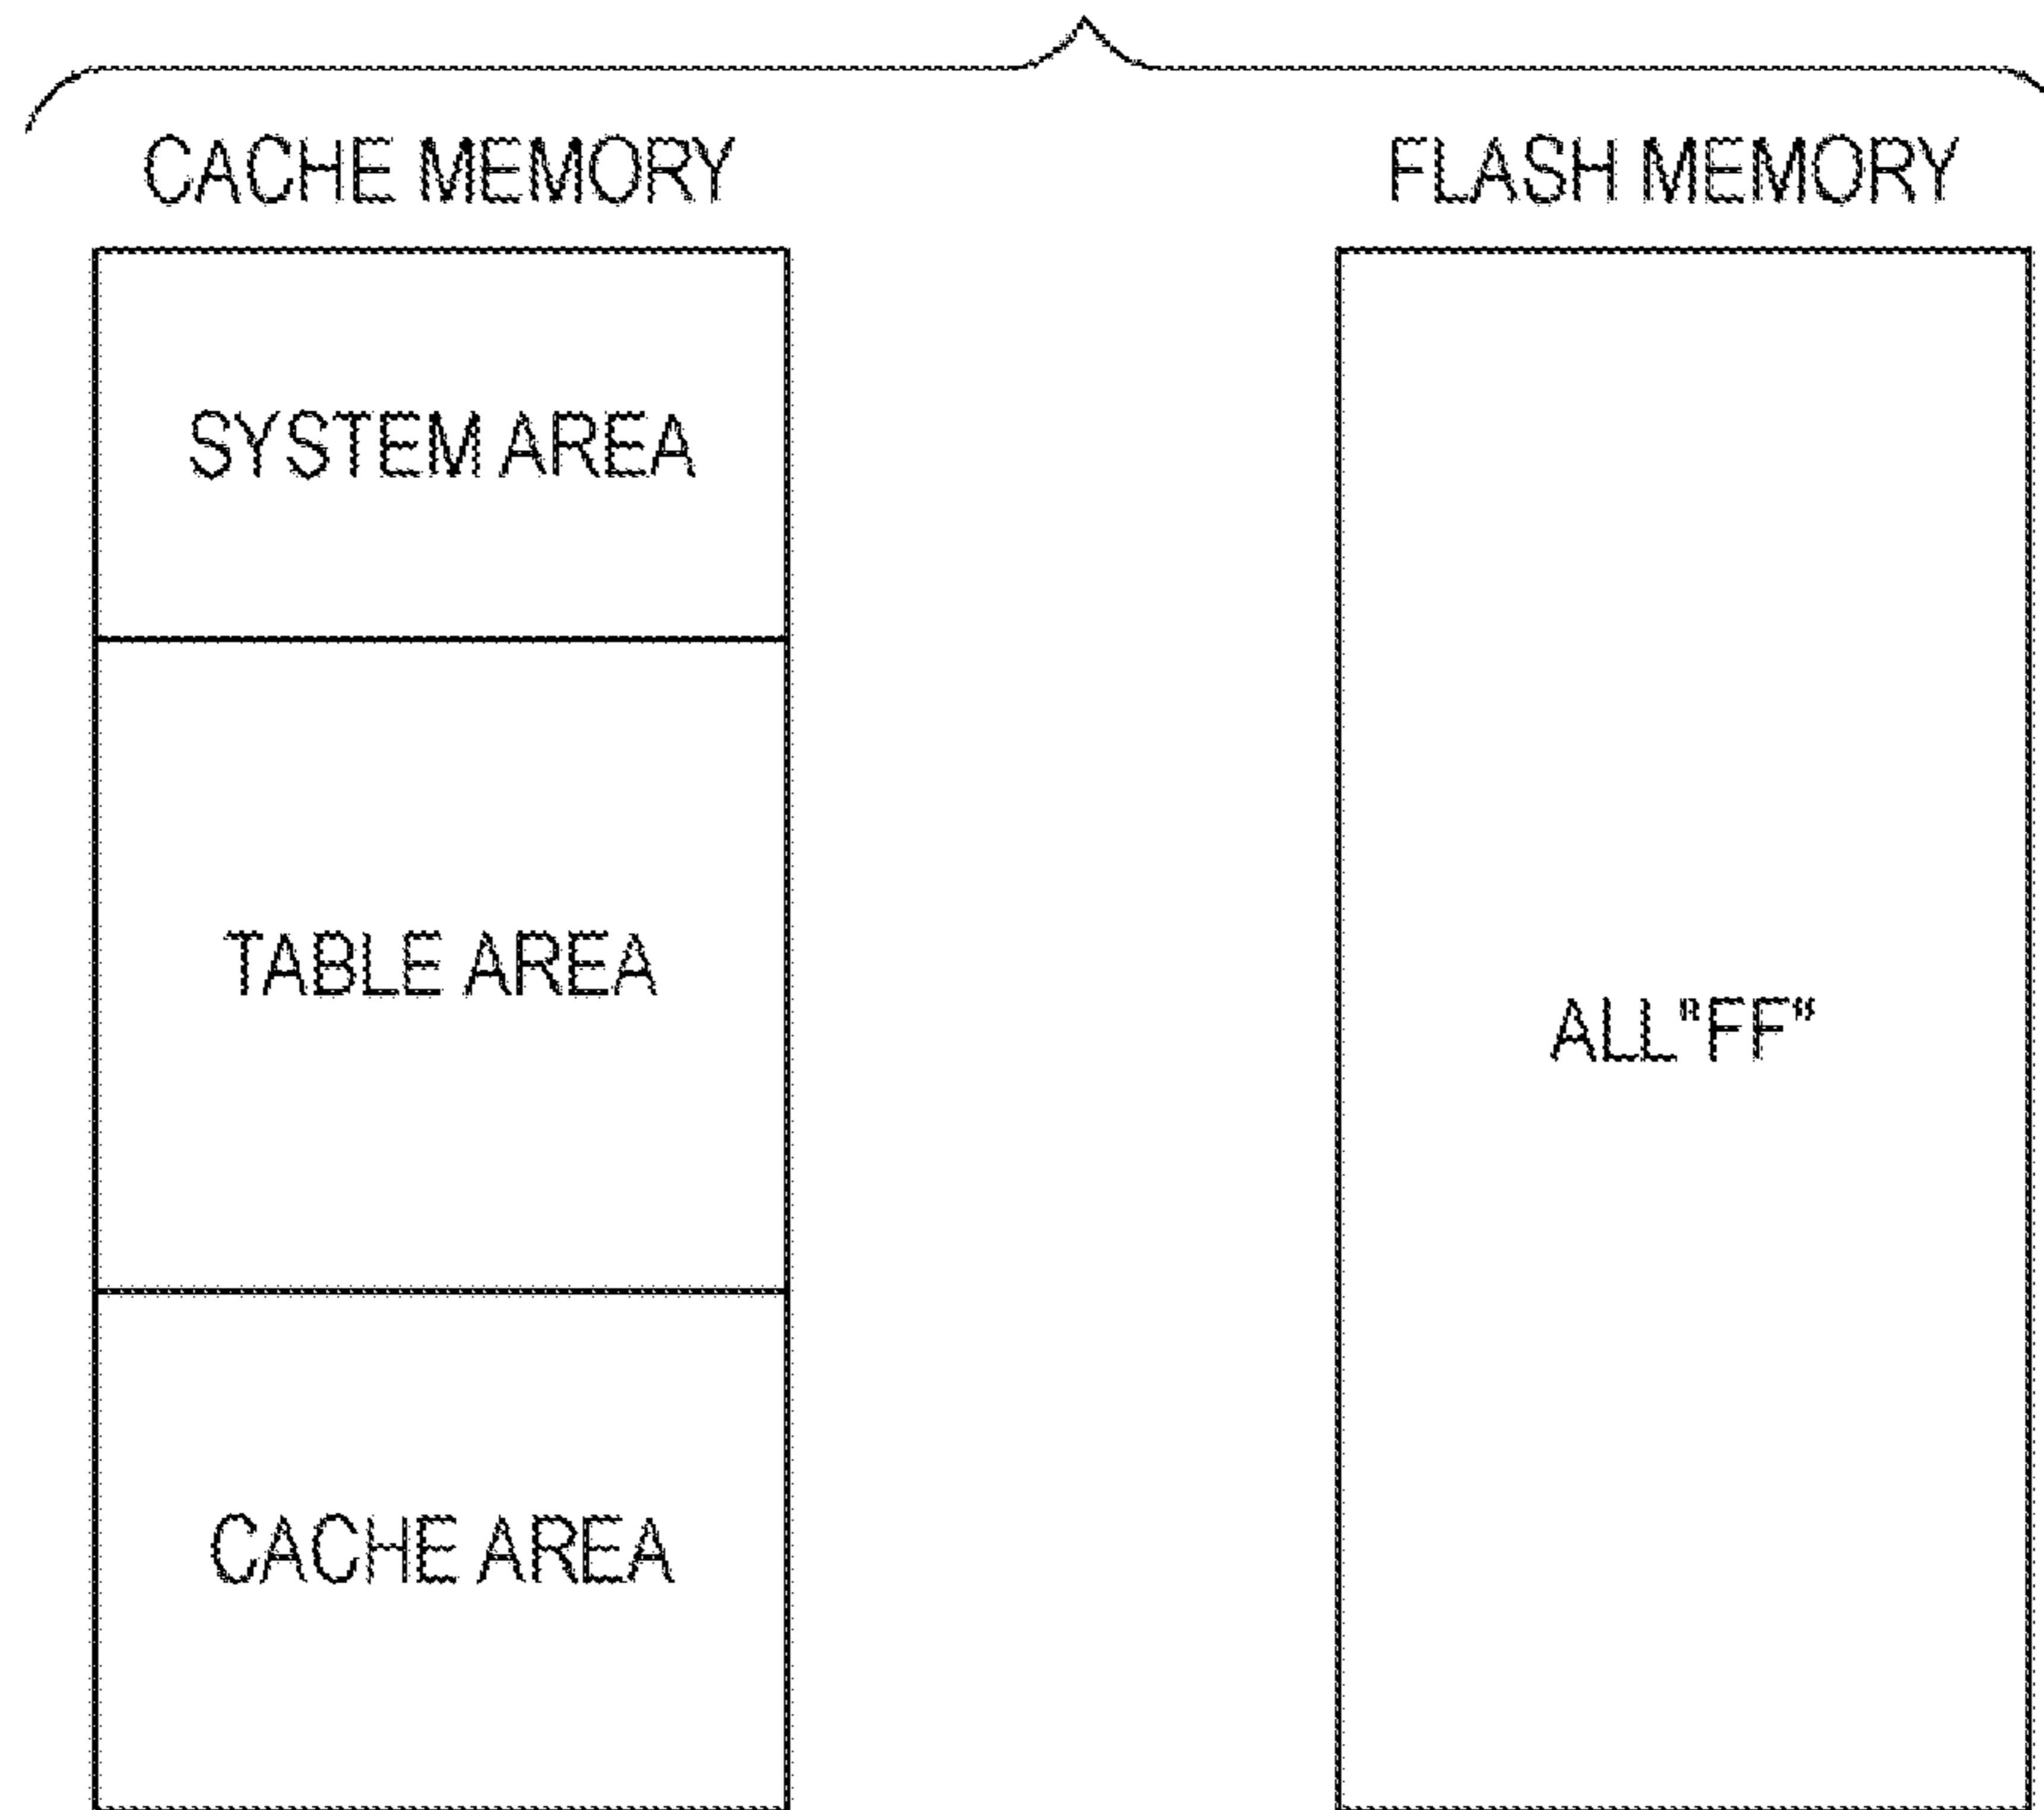 CACHE MEMORY
FLASH MEMORY
SYSTEM AREA
TABLE AREA
ALL"FF"
CACHE AREA